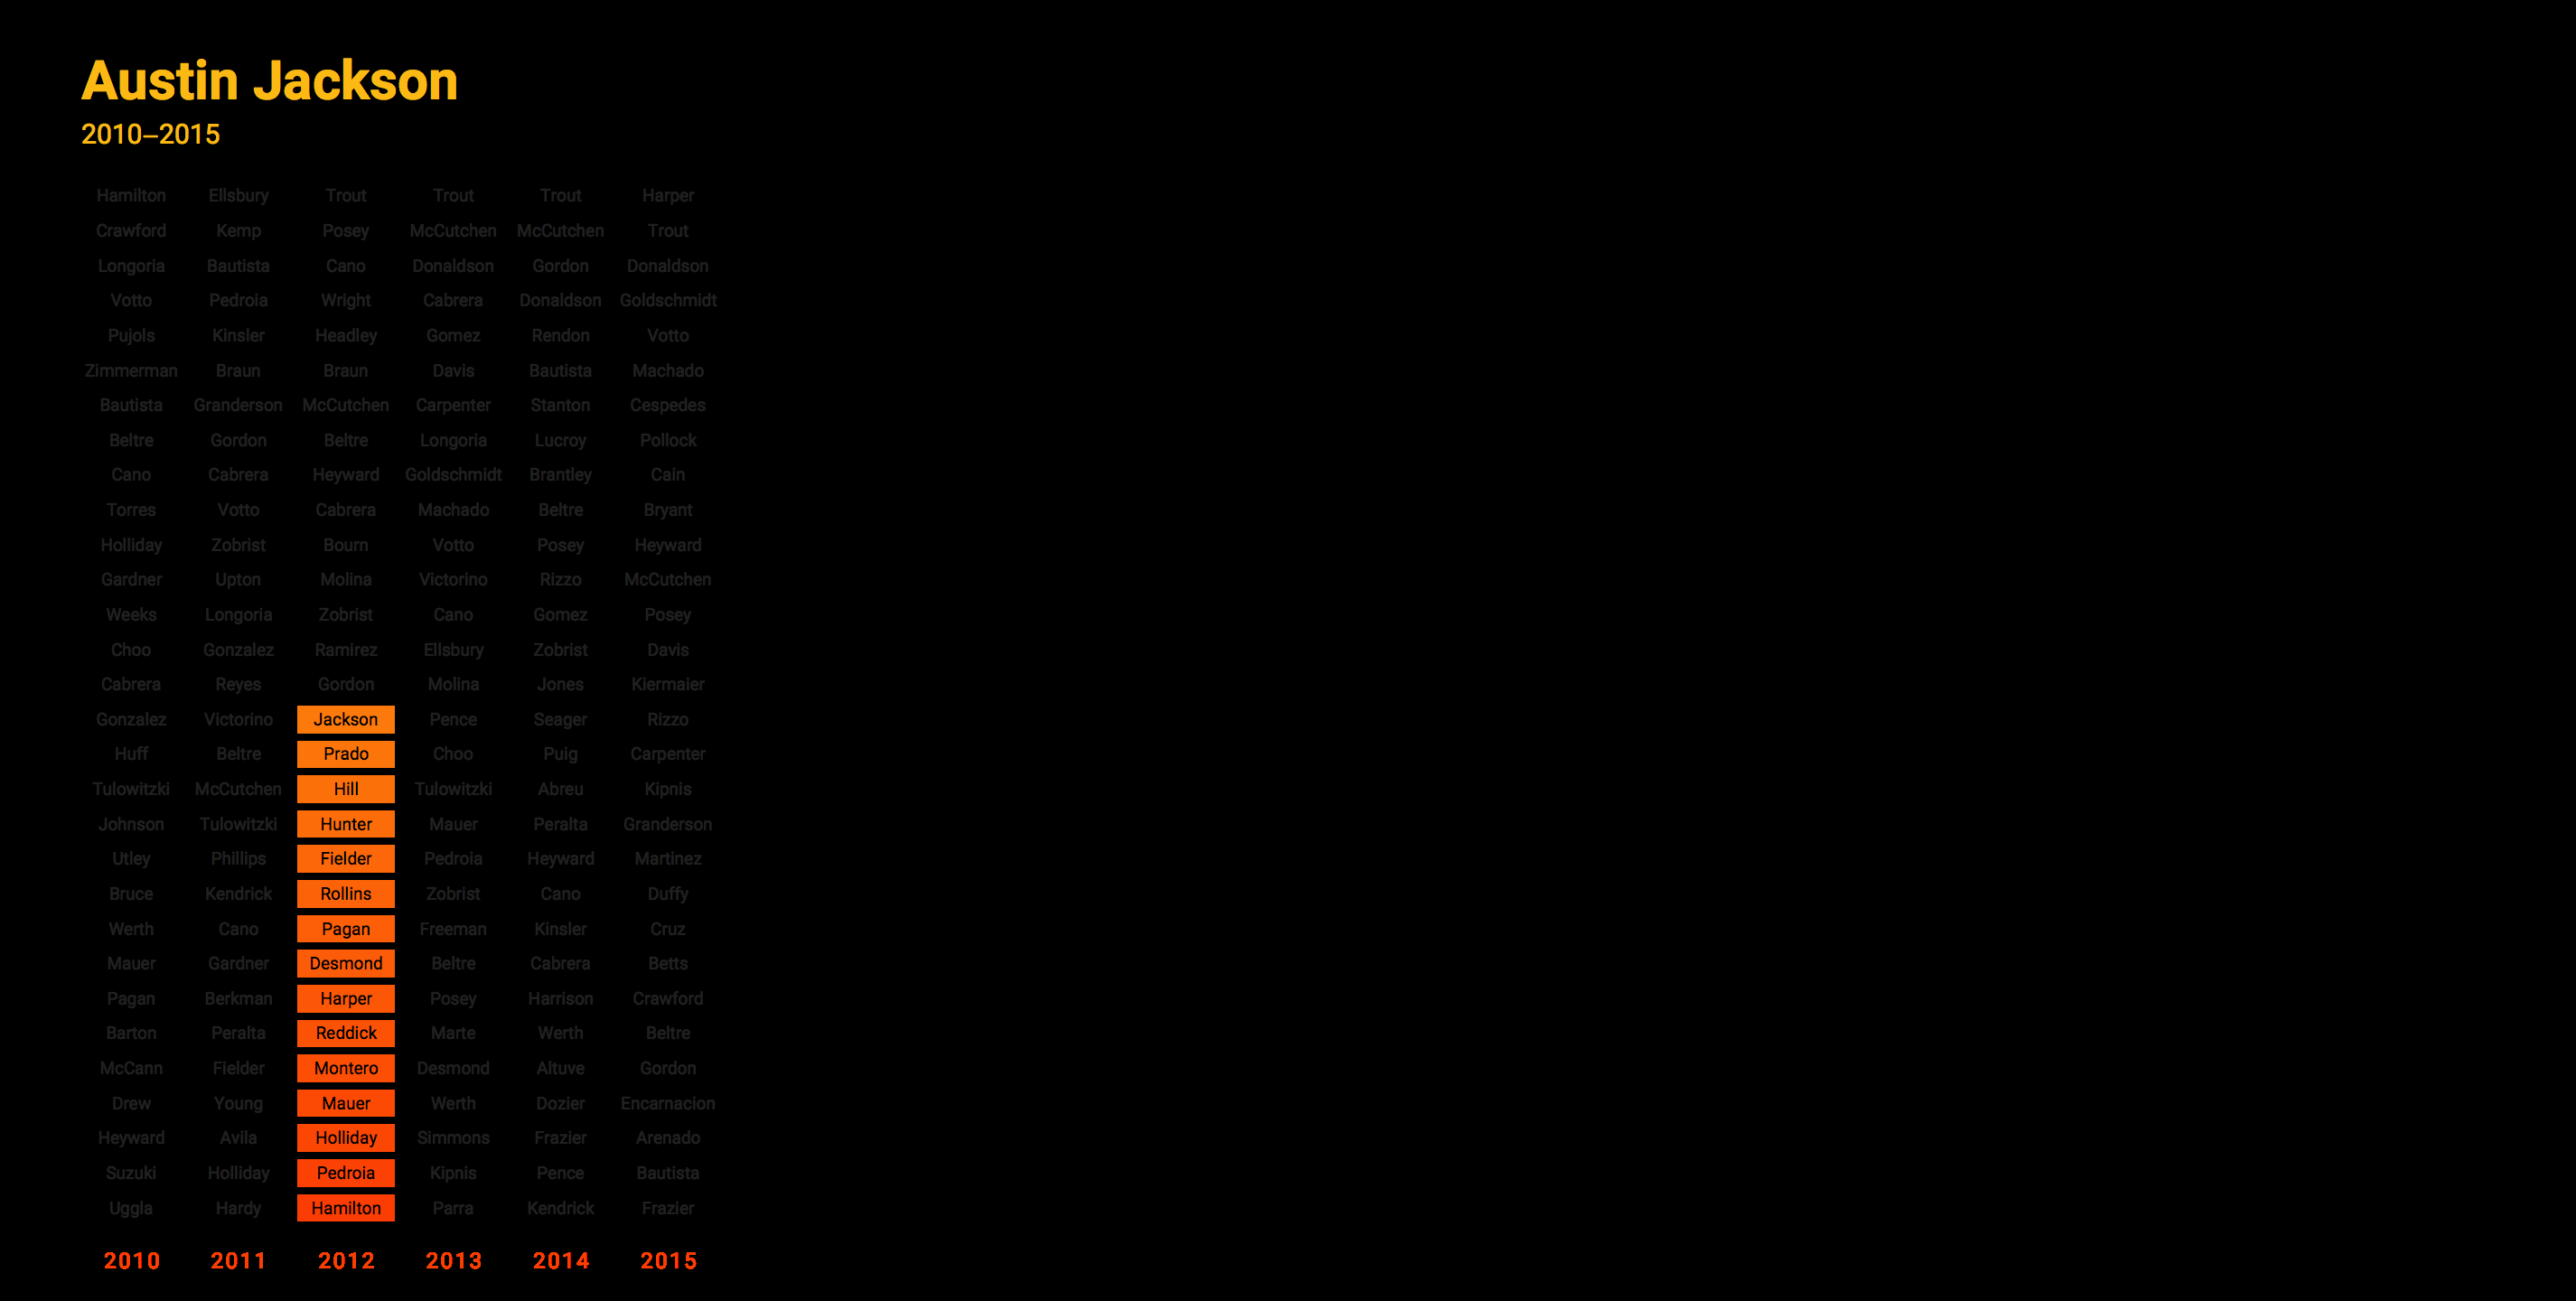 Austin Jackson
2010–2015
Hamilton Ellsbury Trout Trout Trout Harper
Crawford Kemp Posey McCutchen McCutchen Trout
Longoria Bautista Cano Donaldson Gordon Donaldson
Votto Pedroia Wright Cabrera Donaldson Goldschmidt
Pujols Kinsler Headley Gomez Rendon Votto
Zimmerman Braun Braun Davis Bautista Machado
Bautista Granderson McCutchen Carpenter Stanton Cespedes
Beltre Gordon Beltre Longoria Lucroy Pollock
Cano Cabrera Heyward Goldschmidt Brantley Cain
Torres Votto Cabrera Machado Beltre Bryant
Holliday Zobrist Bourn Votto Posey Heyward
Gardner Upton Molina Victorino Rizzo McCutchen
Weeks Longoria Zobrist Cano Gomez Posey
Choo Gonzalez Ramirez Ellsbury Zobrist Davis
Cabrera Reyes Gordon Molina Jones Kiermaier
Gonzalez Victorino Jackson Pence Seager Rizzo
Huff Beltre Prado Choo Puig Carpenter
Tulowitzki McCutchen Hill Tulowitzki Abreu Kipnis
Johnson Tulowitzki Hunter Mauer Peralta Granderson
Utley Phillips Fielder Pedroia Heyward Martinez
Bruce Kendrick Rollins Zobrist Cano Duffy
Werth Cano Pagan Freeman Kinsler Cruz
Mauer Gardner Desmond Beltre Cabrera Betts
Pagan Berkman Harper Posey Harrison Crawford
Barton Peralta Reddick Marte Werth Beltre
McCann Fielder Montero Desmond Altuve Gordon
Drew Young Mauer Werth Dozier Encarnacion
Heyward Avila Holliday Simmons Frazier Arenado
Suzuki Holliday Pedroia Kipnis Pence Bautista
Uggla Hardy Hamilton Parra Kendrick Frazier
2010 2011 2012 2013 2014 2015